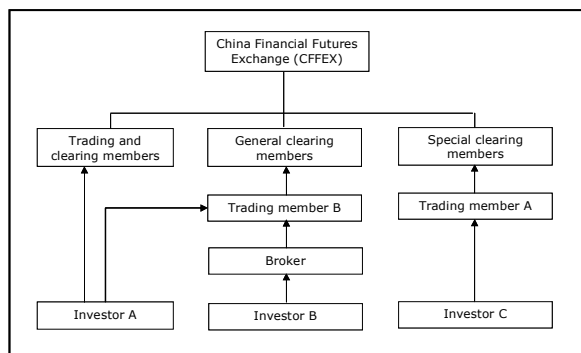 China Financial Futures
Exchange (CFFEX)
Trading and
clearing members
General clearing
members
Special clearing
members
Trading member B
Trading member A
Broker
Investor A
Investor B
Investor C